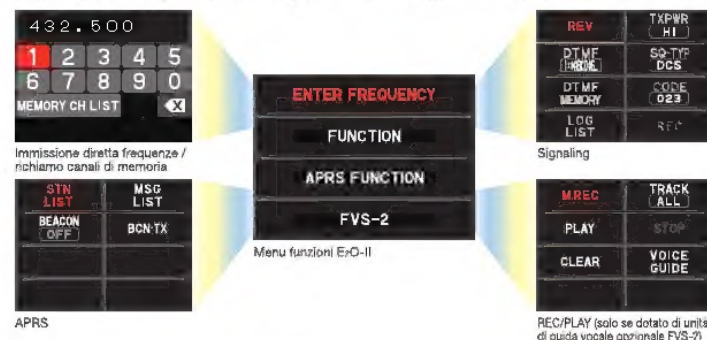 432.500
1 2 3 4 5
6 7 8 9 0
MEMORY CH LIST X
Immissione diretta frequenze /
richiamo canali di memoria
STN LIST
MSG LIST
BEACON OFF
BCN-TX
APRS
ENTER FREQUENCY
FUNCTION
APRS FUNCTION
FVS-2
Menu funzioni E2O-II
REV
TXPWR HI
DTMF
SQ-TYP DCS
DTMF MEMORY
CODE 023
LOG LIST
REC
Signaling
M.REC
TRACK ALL
PLAY
STOP
CLEAR
VOICE GUIDE
REC/PLAY (solo se dotato di unità
di guida vocale opzionale FVS-2)